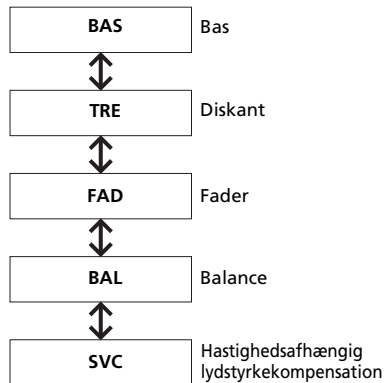 BAS Bas
TRE Diskant
FAD Fader
BAL Balance
SVC Hastighedsafhængig
lydstyrkekompensation